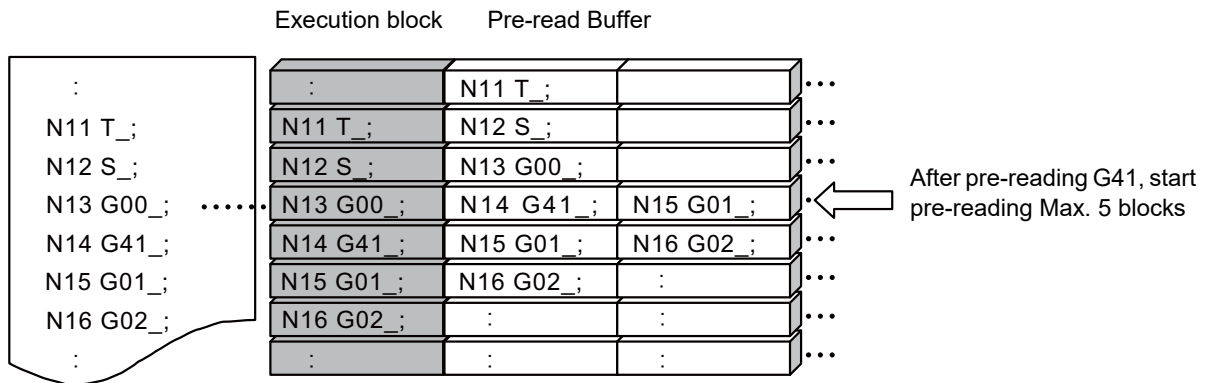 Execution block Pre-read Buffer
:
N11 T_;
N12 S_;
N13 G00_;
N14 G41_;
N15 G01_;
N16 G02_;
:
: N11 T_;
N11 T_; N12 S_;
N12 S_; N13 G00_;
N13 G00_; N14 G41_; N15 G01_;
N14 G41_; N15 G01_; N16 G02_;
N15 G01_; N16 G02_; :
N16 G02_; : :
: : :
After pre-reading G41, start
pre-reading Max. 5 blocks